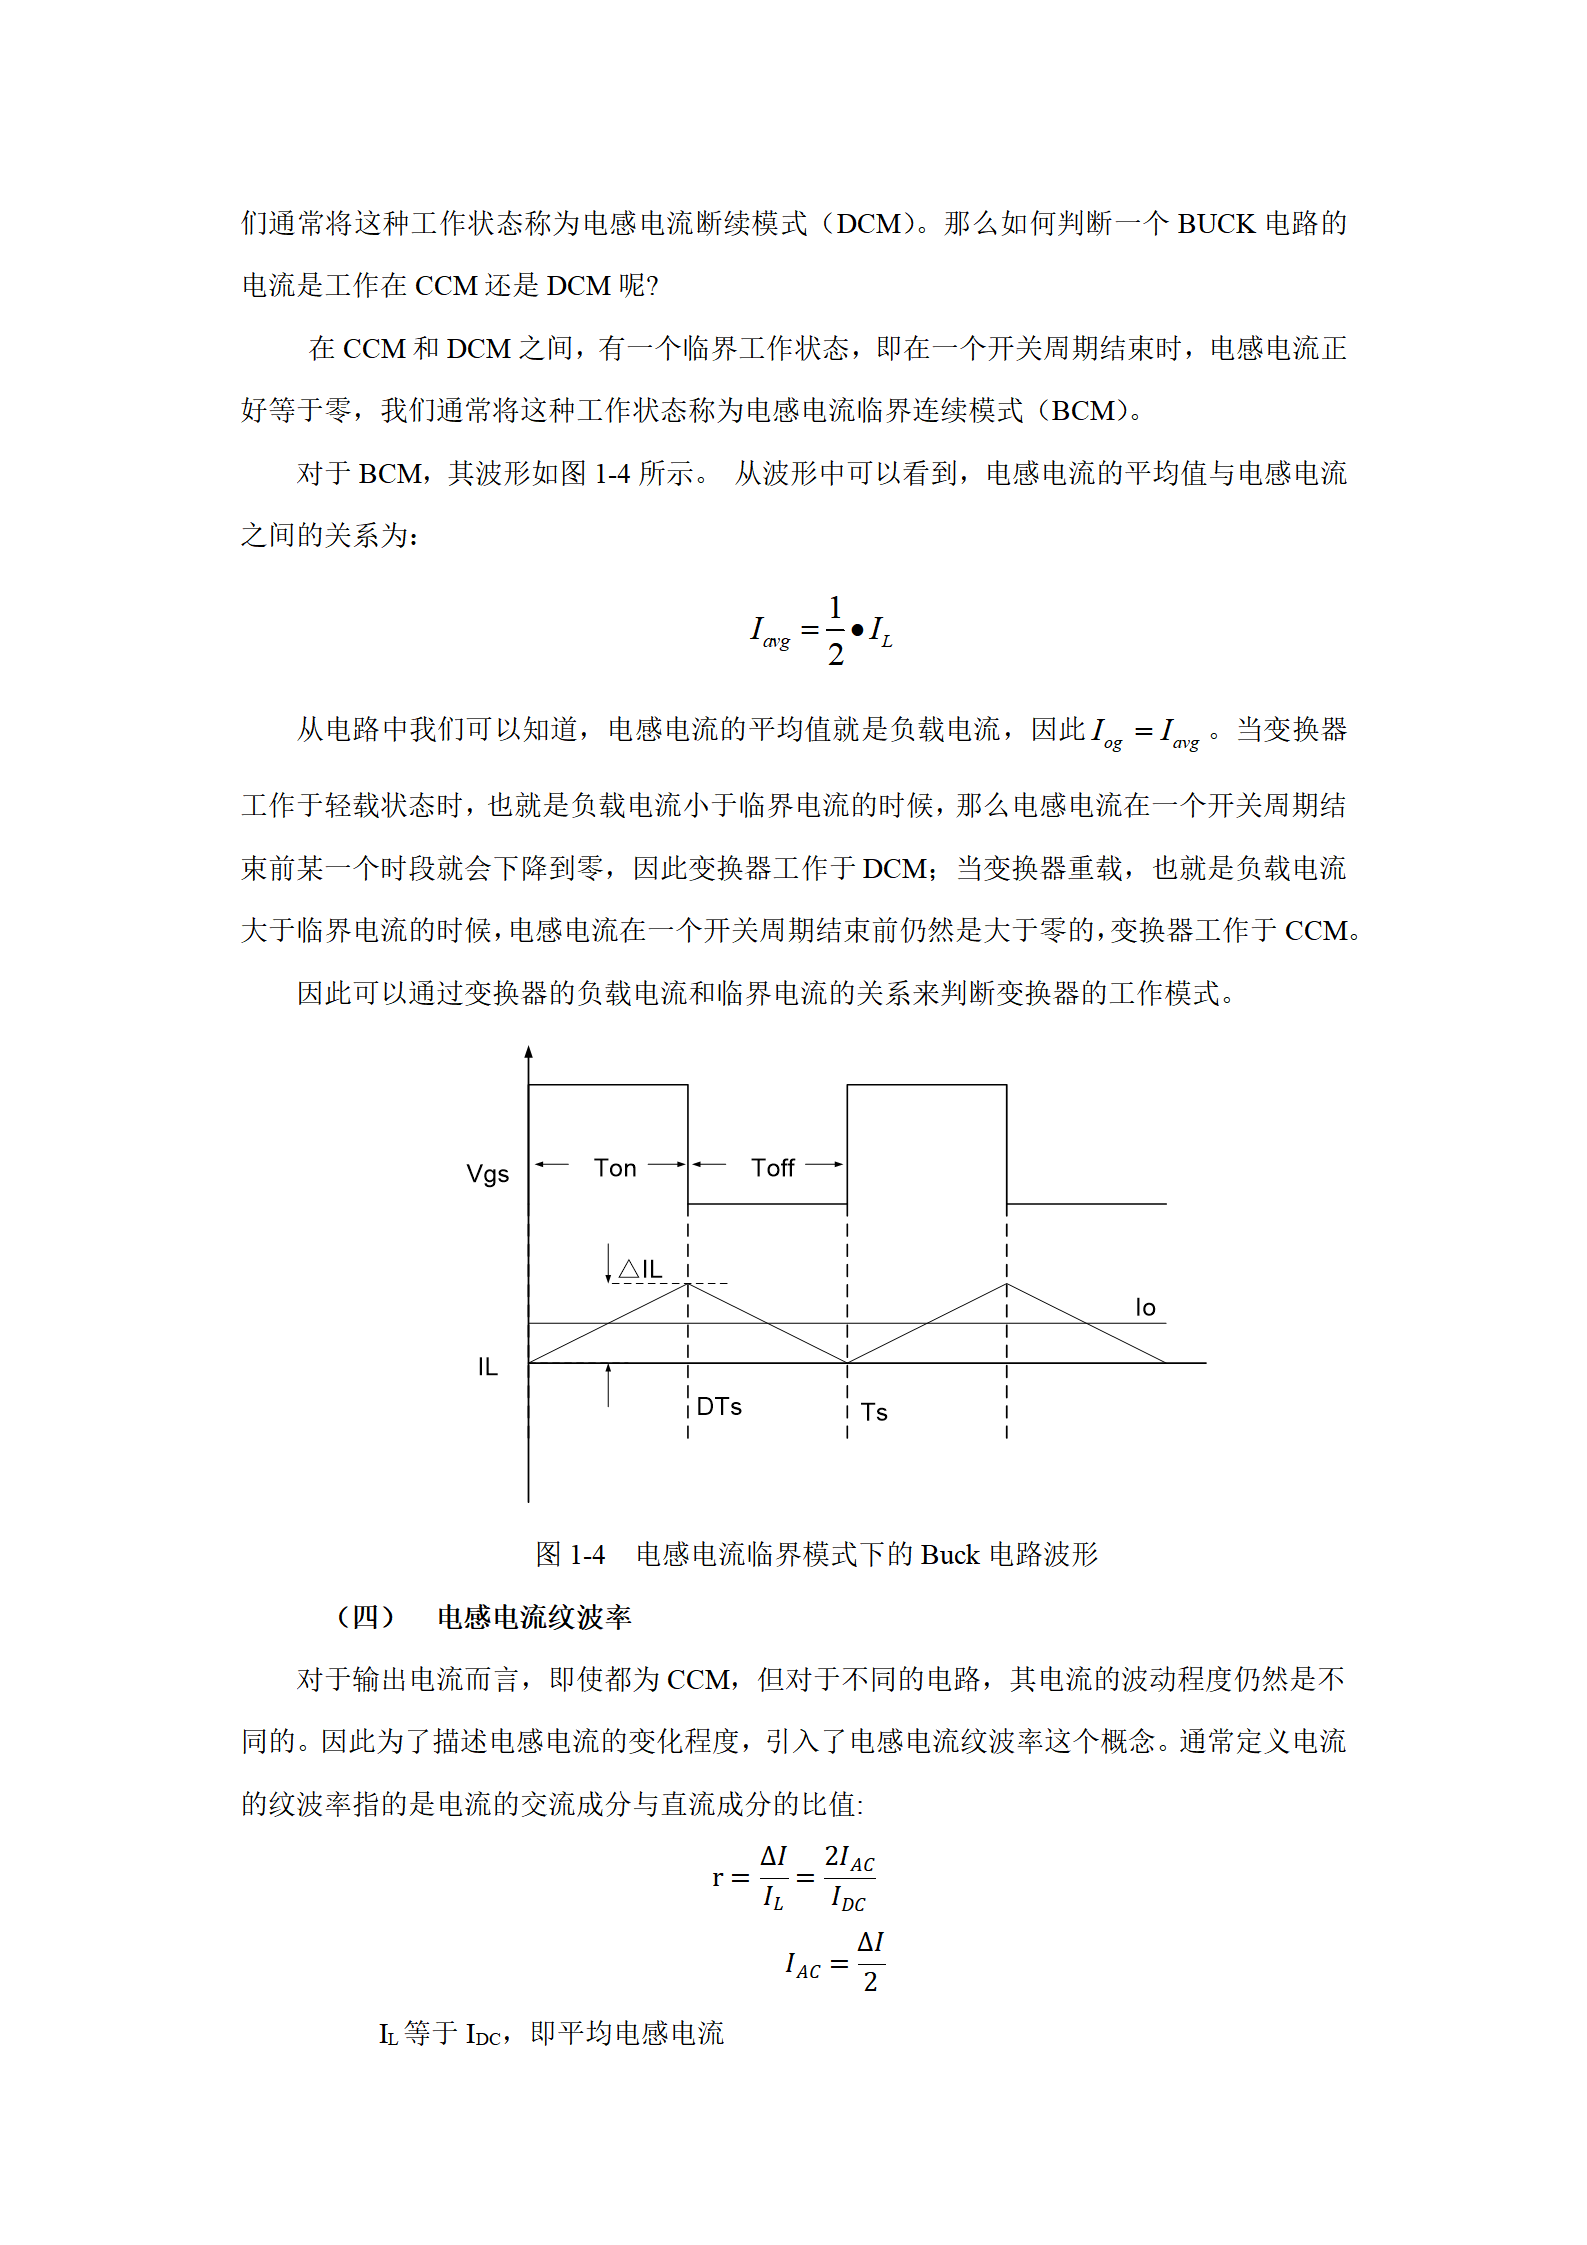 们通常将这种工作状态称为电感电流断续模式（DCM）。那么如何判断一个 BUCK 电路的
电流是工作在 CCM 还是 DCM 呢?
在 CCM 和 DCM 之间，有一个临界工作状态，即在一个开关周期结束时，电感电流正
好等于零，我们通常将这种工作状态称为电感电流临界连续模式（BCM）。
对于 BCM，其波形如图 1-4 所示。 从波形中可以看到，电感电流的平均值与电感电流
之间的关系为：
I_avg = 1/2 • I_L
从电路中我们可以知道，电感电流的平均值就是负载电流，因此 I_og = I_avg 。当变换器
工作于轻载状态时，也就是负载电流小于临界电流的时候，那么电感电流在一个开关周期结
束前某一个时段就会下降到零，因此变换器工作于 DCM；当变换器重载，也就是负载电流
大于临界电流的时候，电感电流在一个开关周期结束前仍然是大于零的，变换器工作于 CCM。
因此可以通过变换器的负载电流和临界电流的关系来判断变换器的工作模式。
Vgs Ton Toff
△IL
Io
IL
DTs Ts
图 1-4 电感电流临界模式下的 Buck 电路波形
（四） 电感电流纹波率
对于输出电流而言，即使都为 CCM，但对于不同的电路，其电流的波动程度仍然是不
同的。因此为了描述电感电流的变化程度，引入了电感电流纹波率这个概念。通常定义电流
的纹波率指的是电流的交流成分与直流成分的比值:
r = ΔI/I_L = 2I_AC/I_DC
I_AC = ΔI/2
I_L 等于 I_DC，即平均电感电流